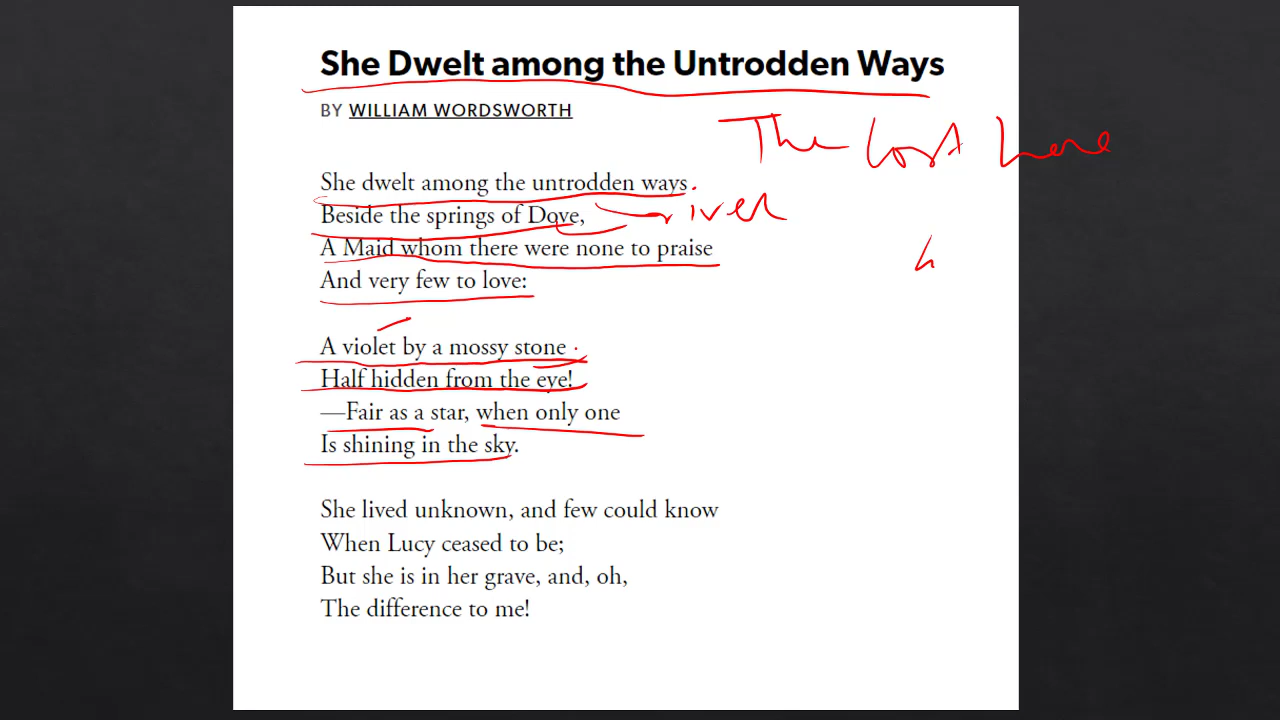 She Dwelt among the Untrodden Ways
BY WILLIAM WORDSWORTH
The lost
She dwelt among the untrodden ways
river
Beside the springs of Dove,
A Maid whom there were none to praise
And very few to love:
A violet by a mossy stone
Half hidden from the eye!
—Fair as a star, when only one
Is shining in the sky.
She lived unknown, and few could know
When Lucy ceased to be;
But she is in her grave, and, oh,
The difference to me!